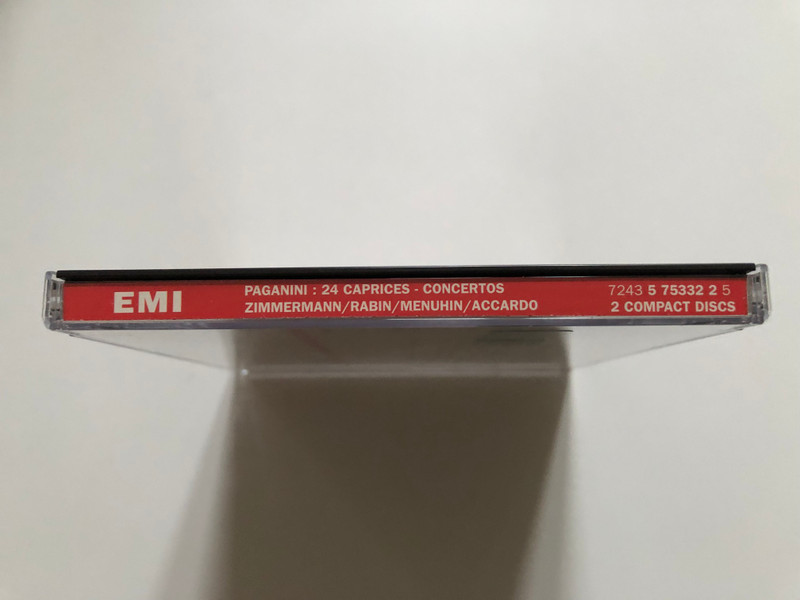 EMI
PAGANINI : 24 CAPRICES - CONCERTOS
ZIMMERMANN/RABIN/MENUHIN/ACCARDO
7243 5 75332 2 5
2 COMPACT DISCS